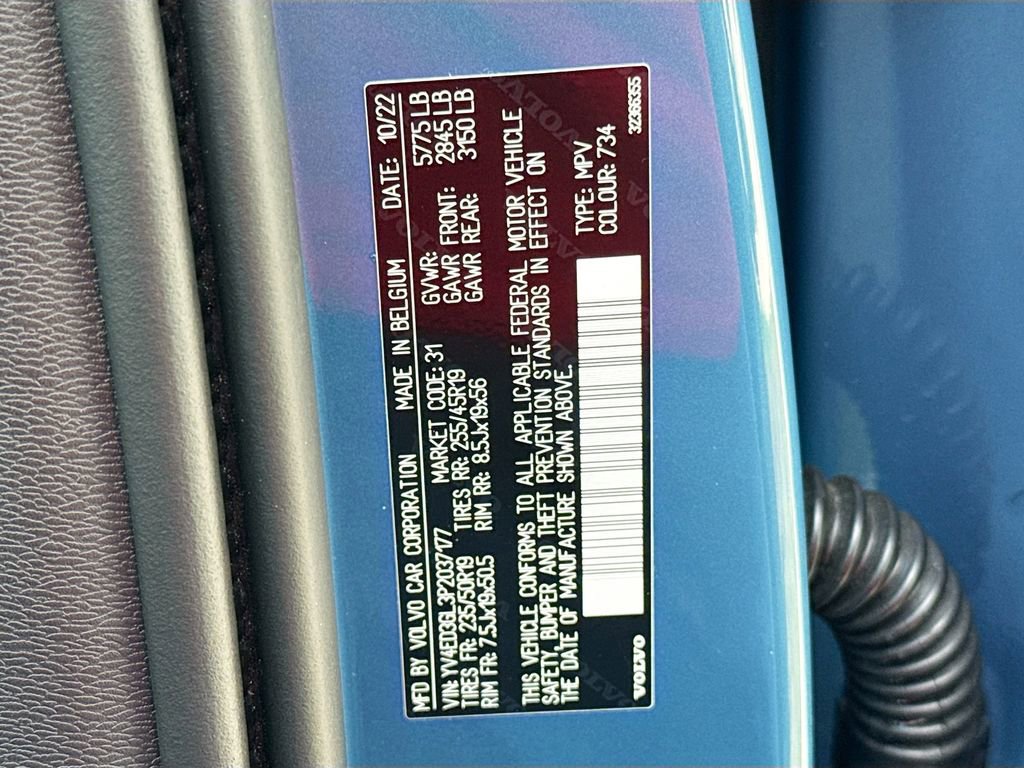 MFD BY VOLVO CAR CORPORATION MADE IN BELGIUM DATE: 10/22
VIN: YV4ED3GL3P2037177 MARKET CODE: 31 GVWR: 5775 LB
TIRES FR: 235/50R19 TIRES RR: 255/45R19 GAWR FRONT: 2845 LB
RIM FR: 7.5Jx19x50.5 RIM RR: 8.5Jx19x56 GAWR REAR: 3150 LB
THIS VEHICLE CONFORMS TO ALL APPLICABLE FEDERAL MOTOR VEHICLE
SAFETY, BUMPER AND THEFT PREVENTION STANDARDS IN EFFECT ON
THE DATE OF MANUFACTURE SHOWN ABOVE.
TYPE: MPV
COLOUR: 734
VOLVO
32366355